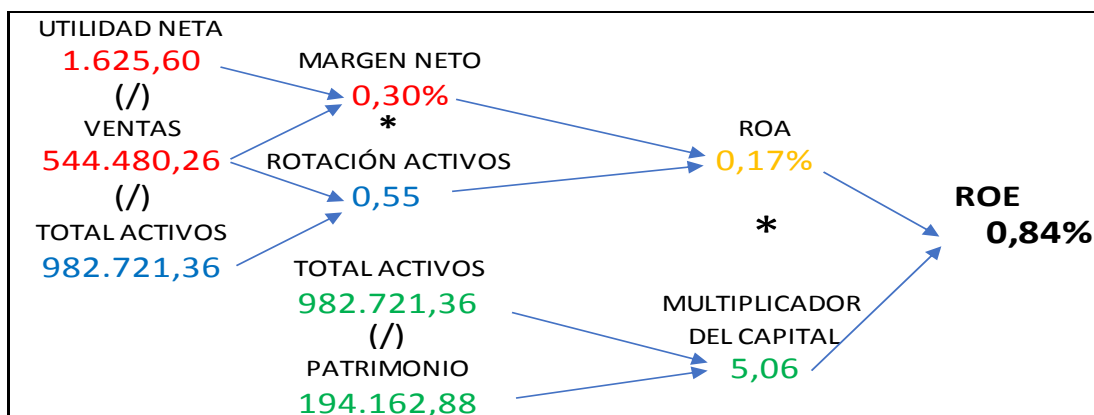 UTILIDAD NETA
1.625,60
(/)
VENTAS
544.480,26
(/)
TOTAL ACTIVOS
982.721,36
MARGEN NETO
0,30%
*
ROTACIÓN ACTIVOS
0,55
TOTAL ACTIVOS
982.721,36
(/)
PATRIMONIO
194.162,88
ROA
0,17%
*
MULTIPLICADOR
DEL CAPITAL
5,06
ROE
0,84%